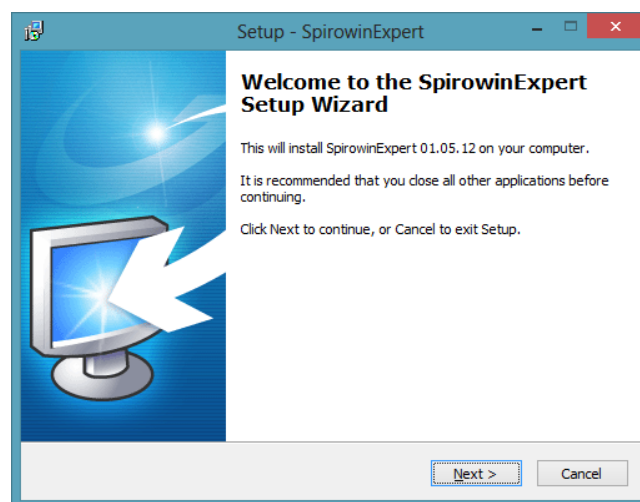 Setup - SpirowinExpert
Welcome to the SpirowinExpert
Setup Wizard
This will install SpirowinExpert 01.05.12 on your computer.
It is recommended that you close all other applications before
continuing.
Click Next to continue, or Cancel to exit Setup.
Next >
Cancel